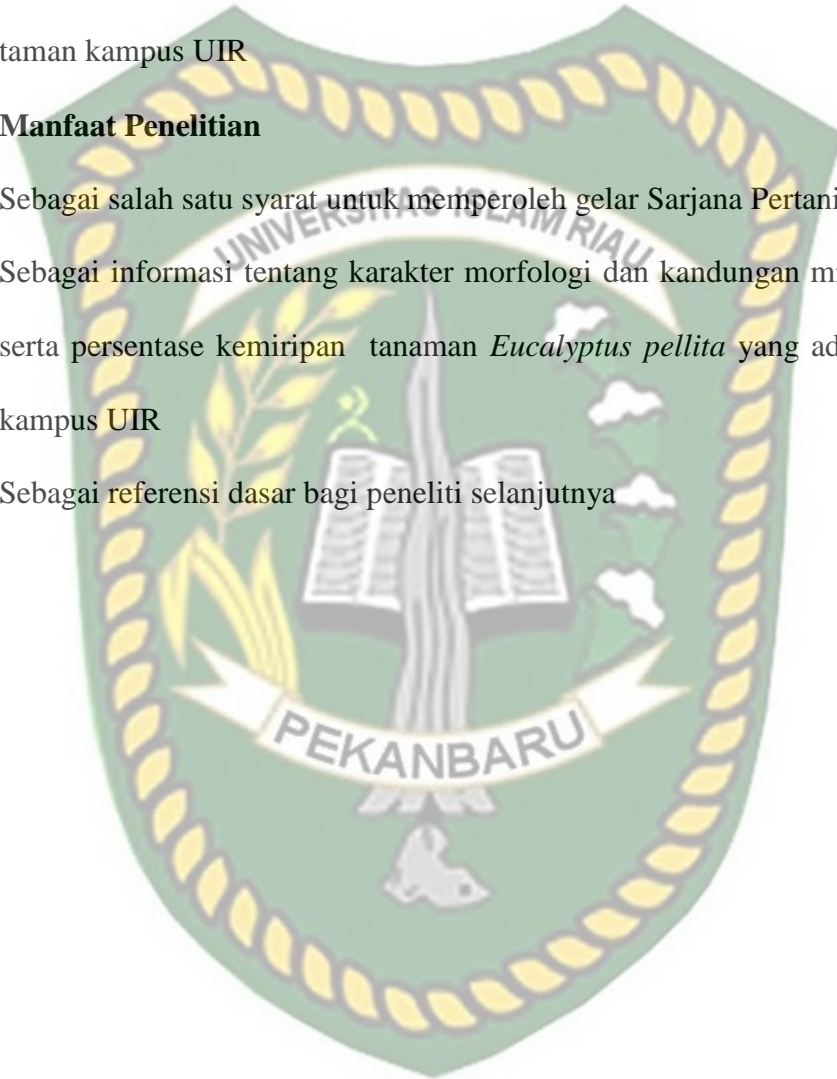 taman kampus UIR
Manfaat Penelitian
Sebagai salah satu syarat untuk memperoleh gelar Sarjana
UNIVERSITAS ISLAM RIAU
Sebagai informasi tentang karakter morfologi dan kandungan
serta persentase kemiripan tanaman Eucalyptus pellita yang
kampus UIR
Sebagai referensi dasar bagi peneliti selanjutnya
PEKANBARU